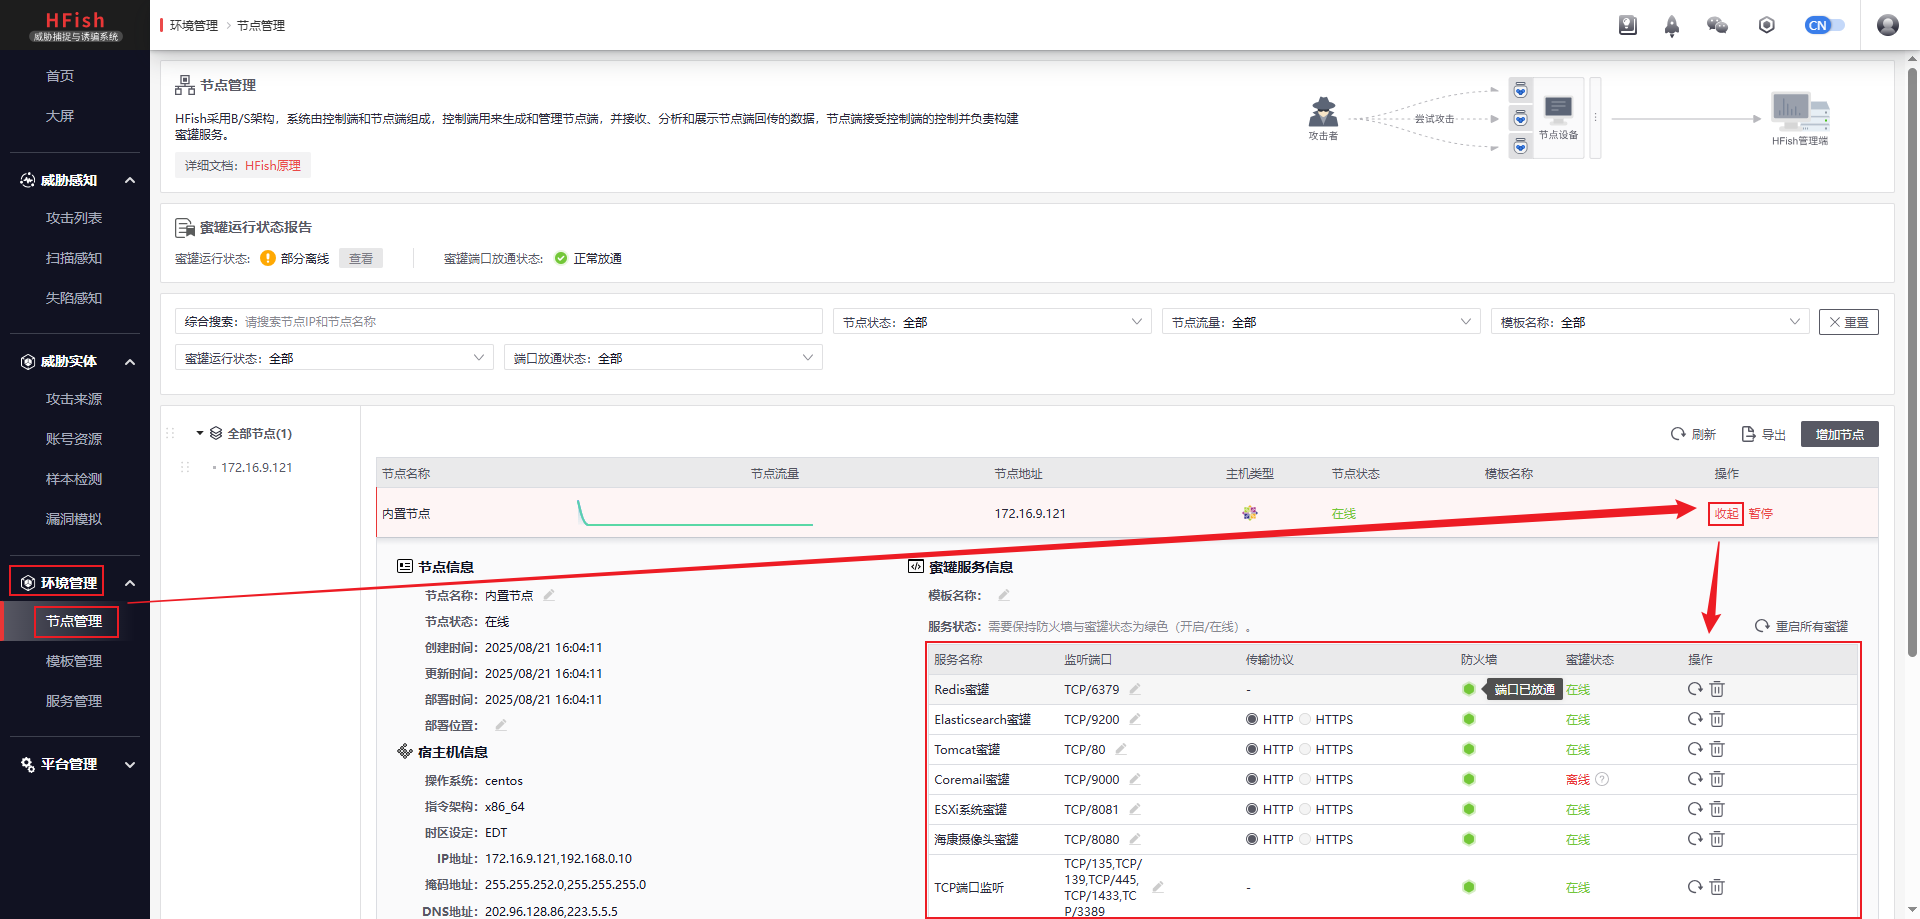 HFish
威胁捕捉与诱骗系统
环境管理 > 节点管理
CN
首页
大屏
威胁感知
攻击列表
扫描感知
失陷感知
威胁实体
攻击来源
账号资源
样本检测
漏洞模拟
环境管理
节点管理
模板管理
服务管理
平台管理
节点管理
HFish采用B/S架构，系统由控制端和节点端组成，控制端用来生成和管理节点端，并接收、分析和展示节点端回传的数据，节点端接受控制端的控制并负责构建
蜜罐服务。
详细文档： HFish原理
攻击者
尝试攻击
节点设备
HFish管理端
蜜罐运行状态报告
蜜罐运行状态: 部分离线 查看 蜜罐端口放通状态: 正常放通
综合搜索： 请搜索节点IP和节点名称 节点状态： 全部 节点流量： 全部 模板名称： 全部 重置
蜜罐运行状态： 全部 端口放通状态： 全部
全部节点(1)
172.16.9.121
刷新 导出 增加节点
节点名称 节点流量 节点地址 主机类型 节点状态 模板名称 操作
内置节点 172.16.9.121 在线 收起 暂停
节点信息
节点名称： 内置节点
节点状态： 在线
创建时间： 2025/08/21 16:04:11
更新时间： 2025/08/21 16:04:11
部署时间： 2025/08/21 16:04:11
部署位置：
宿主机信息
操作系统： centos
指令架构： x86_64
时区设定： EDT
IP地址： 172.16.9.121,192.168.0.10
掩码地址： 255.255.252.0,255.255.255.0
DNS地址： 202.96.128.86,223.5.5.5
蜜罐服务信息
模板名称：
服务状态： 需要保持防火墙与蜜罐状态为绿色（开启/在线）。 重启所有蜜罐
服务名称 监听端口 传输协议 防火墙 蜜罐状态 操作
Redis蜜罐 TCP/6379 - 端口已放通 在线
Elasticsearch蜜罐 TCP/9200 HTTP HTTPS 在线
Tomcat蜜罐 TCP/80 HTTP HTTPS 在线
Coremail蜜罐 TCP/9000 HTTP HTTPS 离线
ESXi系统蜜罐 TCP/8081 HTTP HTTPS 在线
海康摄像头蜜罐 TCP/8080 HTTP HTTPS 在线
TCP端口监听 TCP/135,TCP/
139,TCP/445,
TCP/1433,TC
P/3389 - 在线